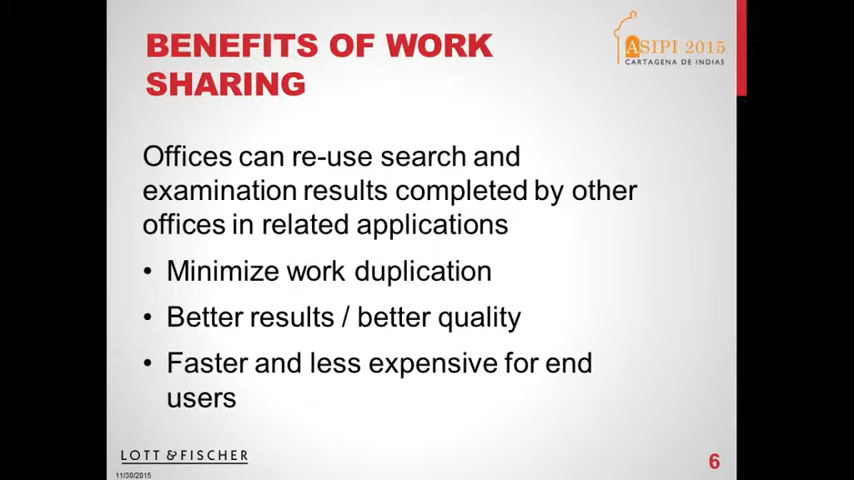 BENEFITS OF WORK
SHARING
ASIPI 2015
CARTAGENA DE INDIAS
Offices can re-use search and
examination results completed by other
offices in related applications
• Minimize work duplication
• Better results / better quality
• Faster and less expensive for end
users
LOTT & FISCHER
6
11/30/2015